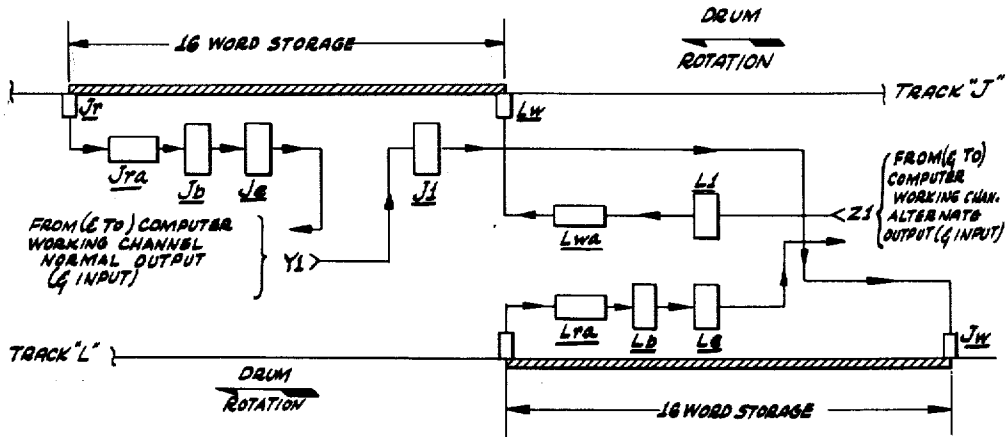 16 WORD STORAGE
DRUM
ROTATION
TRACK "J"
Jr
Lw
Jra
Jb
Je
J1
L1
Lwa
Z1
FROM (& TO)
COMPUTER
WORKING CHAN.
ALTERNATE
OUTPUT (& INPUT)
FROM (& TO) COMPUTER
WORKING CHANNEL
NORMAL OUTPUT
(& INPUT)
Y1
Lra
Lb
Le
Jw
TRACK "L"
DRUM
ROTATION
16 WORD STORAGE